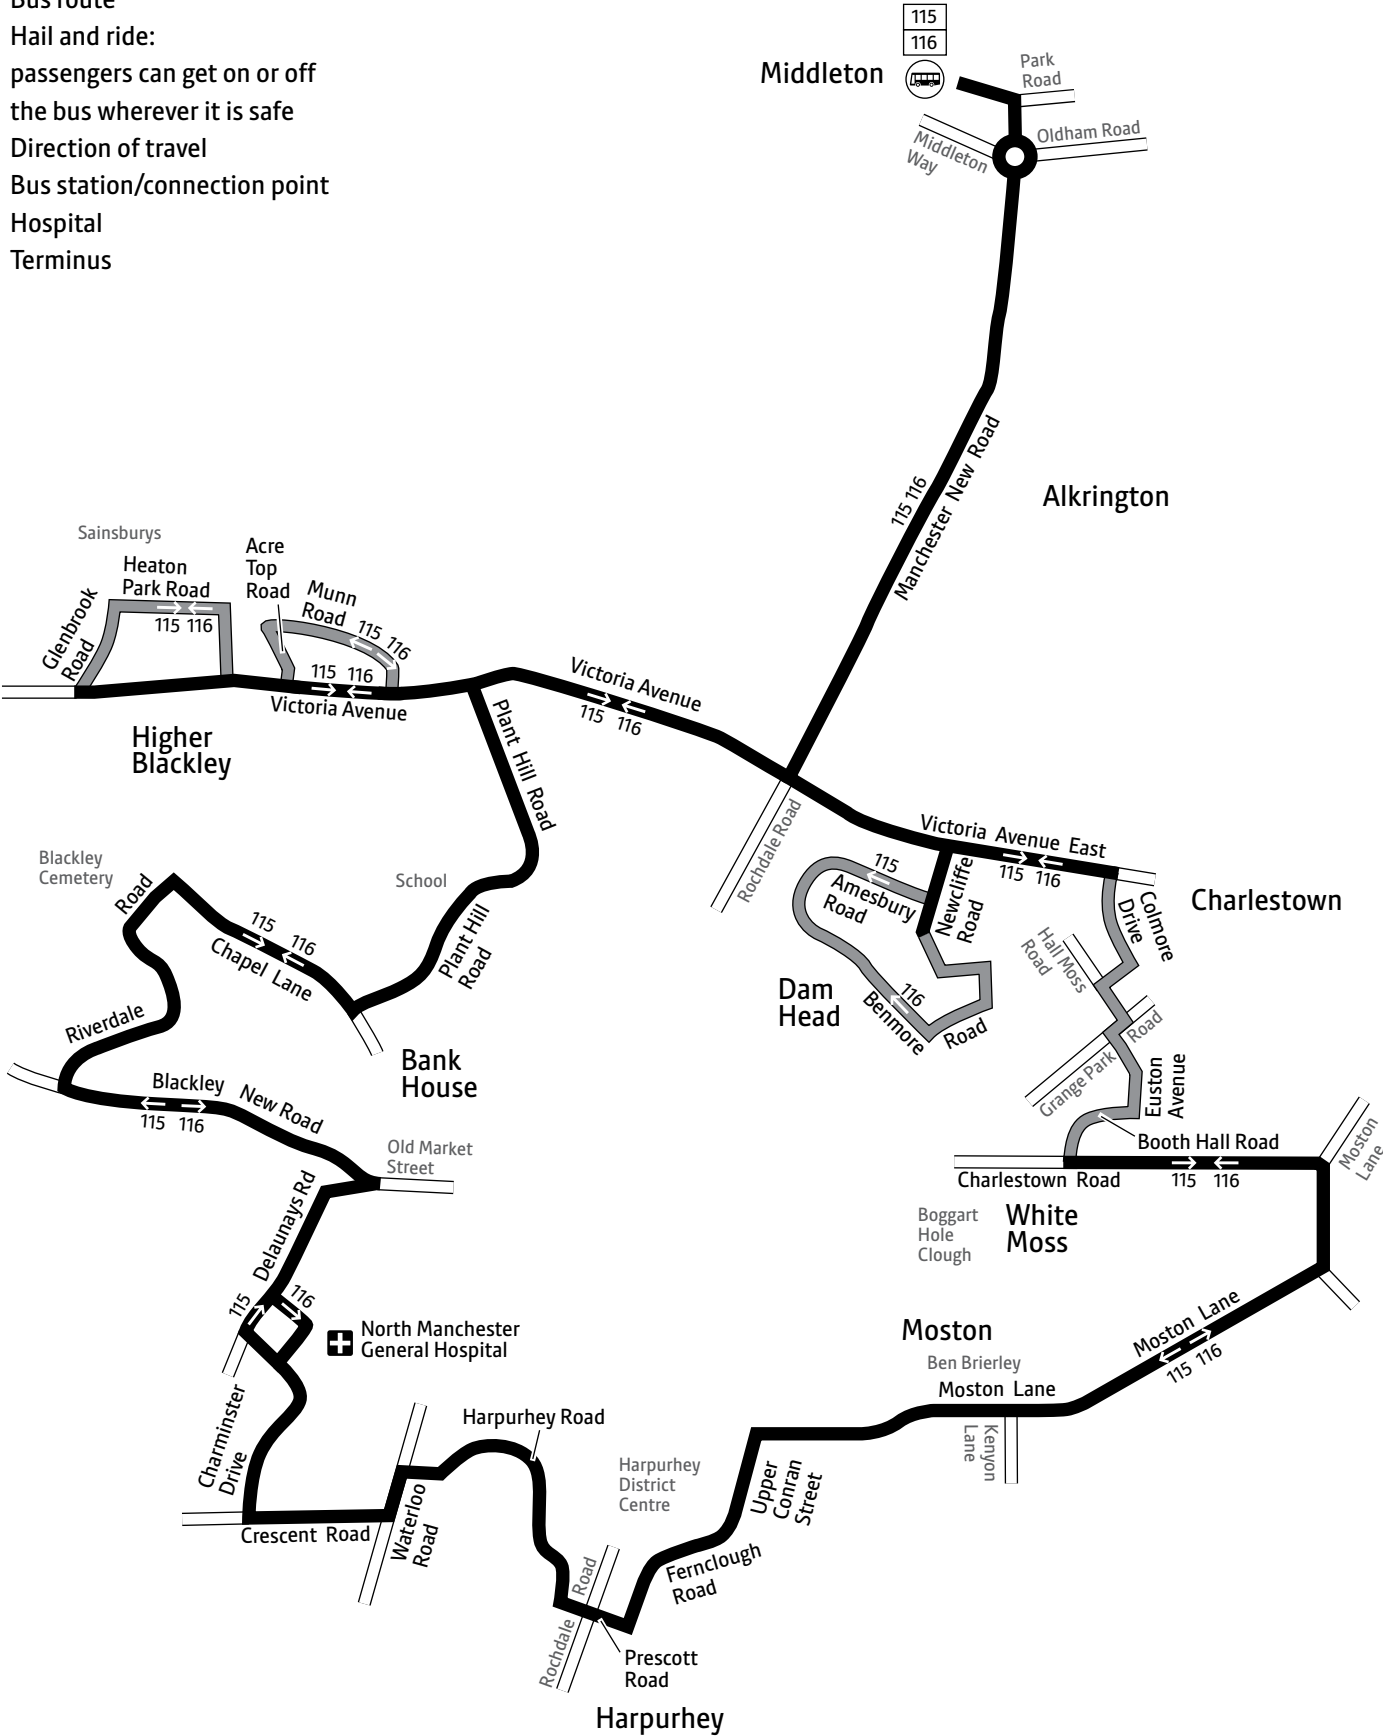 Bus route
Hail and ride:
passengers can get on or off
the bus wherever it is safe
Direction of travel
Bus station/connection point
Hospital
Terminus
115
116
Middleton
Park
Road
Middleton
Way
Oldham Road
115 116
Manchester New Road
Alkrington
Sainsburys
Heaton
Park Road
115 116
Glenbrook
Road
Acre
Top
Road
Munn
Road
115 116
115 116
Victoria Avenue
Victoria Avenue
115 116
Higher
Blackley
Plant Hill Road
Rochdale Road
Victoria Avenue East
115 116
115
Amesbury
Road
Newcliffe
Road
Charlestown
Colmore
Drive
Hall Moss
Road
Blackley
Cemetery
School
Road
115 116
Chapel Lane
Plant Hill
Road
Dam
Head
116
Benmore
Road
Grange Park Road
Riverdale
Bank
House
Euston
Avenue
Blackley New Road
115 116
Old Market
Street
Booth Hall Road
Moston
Lane
Charlestown Road
115 116
Boggart
Hole
Clough
White
Moss
Delaunays Rd
115
116
North Manchester
General Hospital
Moston
Moston Lane
115 116
Ben Brierley
Moston Lane
Kenyon
Lane
Charminster
Drive
Harpurhey Road
Harpurhey
District
Centre
Upper
Conran
Street
Crescent Road
Waterloo
Road
Fernclough
Road
Rochdale Road
Prescott
Road
Harpurhey